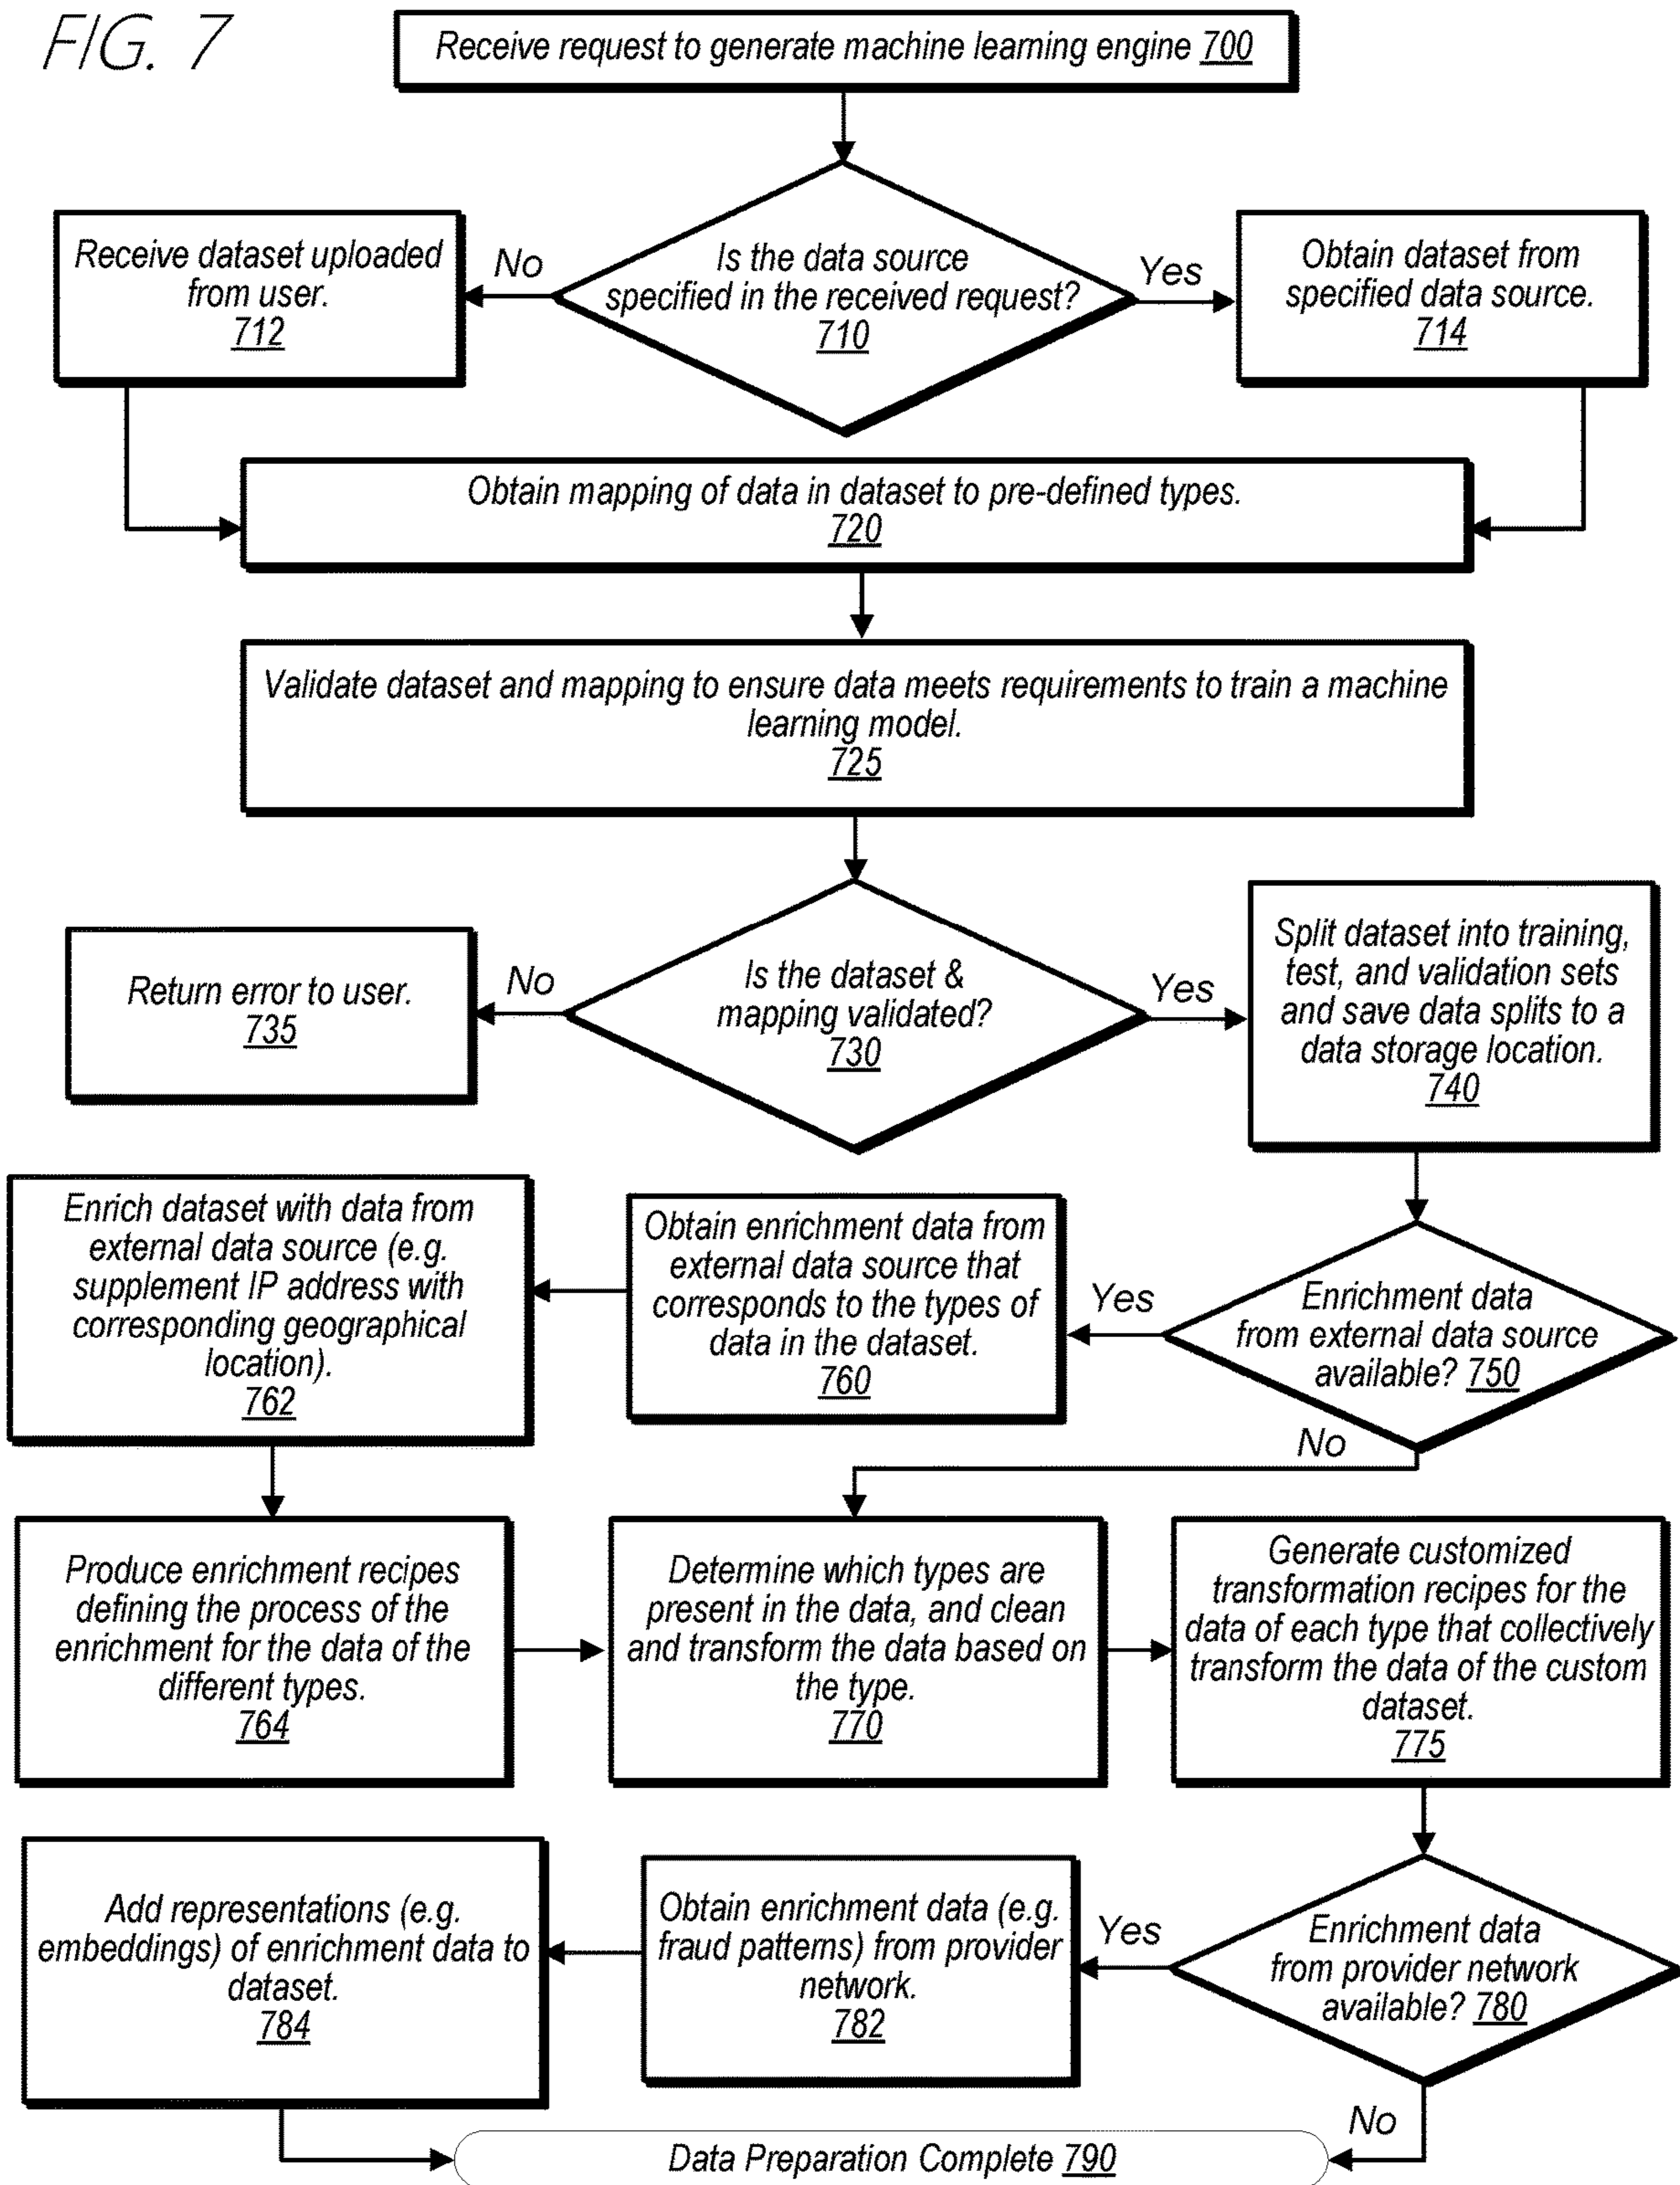 FIG. 7
Receive request to generate machine learning engine 700
Is the data source
specified in the received request?
710
No
Yes
Receive dataset uploaded
from user.
712
Obtain dataset from
specified data source.
714
Obtain mapping of data in dataset to pre-defined types.
720
Validate dataset and mapping to ensure data meets requirements to train a machine
learning model.
725
Is the dataset &
mapping validated?
730
No
Yes
Return error to user.
735
Split dataset into training,
test, and validation sets
and save data splits to a
data storage location.
740
Enrichment data
from external data source
available? 750
Yes
No
Obtain enrichment data from
external data source that
corresponds to the types of
data in the dataset.
760
Enrich dataset with data from
external data source (e.g.
supplement IP address with
corresponding geographical
location).
762
Produce enrichment recipes
defining the process of the
enrichment for the data of the
different types.
764
Determine which types are
present in the data, and clean
and transform the data based on
the type.
770
Generate customized
transformation recipes for the
data of each type that collectively
transform the data of the custom
dataset.
775
Enrichment data
from provider network
available? 780
Yes
No
Obtain enrichment data (e.g.
fraud patterns) from provider
network.
782
Add representations (e.g.
embeddings) of enrichment data to
dataset.
784
Data Preparation Complete 790